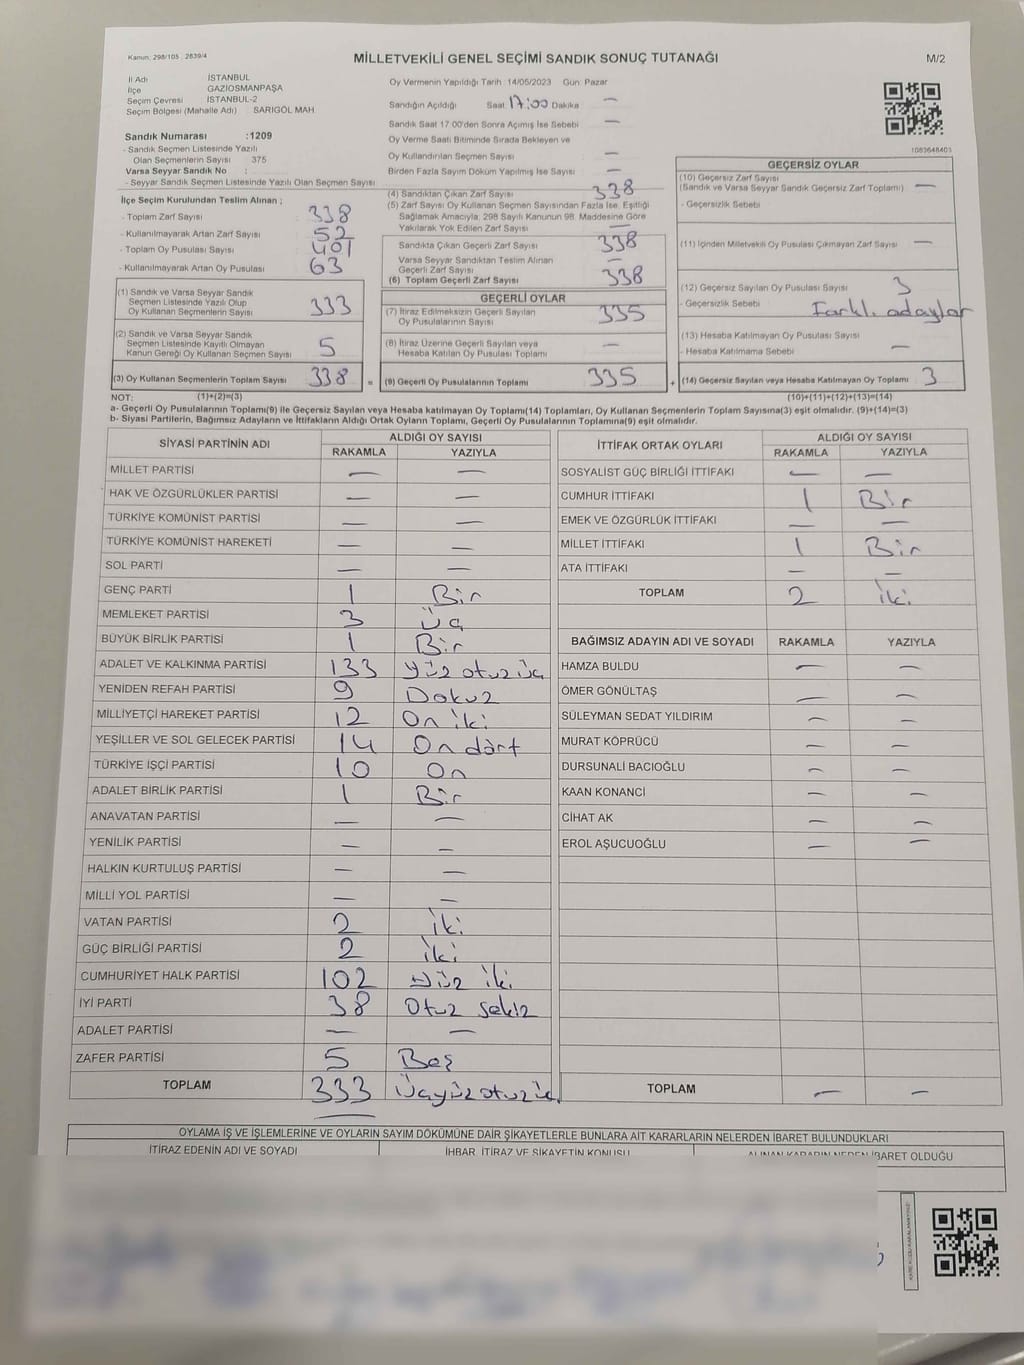 Kanun: 298/105 2839/4
MİLLETVEKİLİ GENEL SEÇİMİ SANDIK SONUÇ TUTANAĞI
M/2
İl Adı İSTANBUL
İlçe GAZİOSMANPAŞA
Seçim Çevresi İSTANBUL-2
Seçim Bölgesi (Mahalle Adı) SARIGÖL MAH
Sandık Numarası :1209
- Sandık Seçmen Listesinde Yazılı
Olan Seçmenlerin Sayısı 375
Varsa Seyyar Sandık No :
- Seyyar Sandık Seçmen Listesinde Yazılı Olan Seçmen Sayısı
İlçe Seçim Kurulundan Teslim Alınan ;
- Toplam Zarf Sayısı 338
- Kullanılmayarak Artan Zarf Sayısı 52
- Toplam Oy Pusulası Sayısı 401
- Kullanılmayarak Artan Oy Pusulası 63
(1) Sandık ve Varsa Seyyar Sandık
Seçmen Listesinde Yazılı Olup
Oy Kullanan Seçmen Sayısı 333
(2) Sandık ve Varsa Seyyar Sandık
Seçmen Listesinde Kayıtlı Olmayan
Kanun Gereği Oy Kullanan Seçmen Sayısı 5
(3) Oy Kullanan Seçmenlerin Toplam Sayısı 338 =
Oy Vermenin Yapıldığı Tarih : 14/05/2023 Gün: Pazar
Sandığın Açıldığı Saat 17:00 Dakika —
Sandık Saat 17:00'den Sonra Açılmış İse Sebebi —
Oy Verme Saati Bitiminde Sırada Bekleyen ve
Oy Kullandırılan Seçmen Sayısı —
Birden Fazla Sayım Döküm Yapılmış İse Sayısı —
(4) Sandıktan Çıkan Zarf Sayısı 338
(5) Zarf Sayısı Oy Kullanan Seçmen Sayısından Fazla İse, Eşitliği
Sağlamak Amacıyla; 298 Sayılı Kanunun 98. Maddesine Göre
Yakılarak Yok Edilen Zarf Sayısı —
Sandıkta Çıkan Geçerli Zarf Sayısı 338
Varsa Seyyar Sandıktan Teslim Alınan
Geçerli Zarf Sayısı —
(6) Toplam Geçerli Zarf Sayısı 338
GEÇERLİ OYLAR
(7) İtiraz Edilmeksizin Geçerli Sayılan
Oy Pusulalarının Sayısı 335
(8) İtiraz Üzerine Geçerli Sayılan veya
Hesaba Katılan Oy Pusulası Toplamı —
(9) Geçerli Oy Pusulalarının Toplamı 335 +
1083648403
GEÇERSİZ OYLAR
(10) Geçersiz Zarf Sayısı
(Sandık ve Varsa Seyyar Sandık Geçersiz Zarf Toplamı) —
- Geçersizlik Sebebi
(11) İçinden Milletvekili Oy Pusulası Çıkmayan Zarf Sayısı —
(12) Geçersiz Sayılan Oy Pusulası Sayısı 3
- Geçersizlik Sebebi Farklı adaylar
(13) Hesaba Katılmayan Oy Pusulası Sayısı
- Hesaba Katılmama Sebebi —
(14) Geçersiz Sayılan veya Hesaba Katılmayan Oy Toplamı 3
NOT: (1)+(2)=(3) (10)+(11)+(12)+(13)=(14)
a- Geçerli Oy Pusulalarının Toplamı(9) ile Geçersiz Sayılan veya Hesaba katılmayan Oy Toplamı(14) Toplamları, Oy Kullanan Seçmenlerin Toplam Sayısına(3) eşit olmalıdır. (9)+(14)=(3)
b- Siyasi Partilerin, Bağımsız Adayların ve İttifakların Aldığı Ortak Oyların Toplamı, Geçerli Oy Pusulalarının Toplamına(9) eşit olmalıdır.
SİYASİ PARTİNİN ADI ALDIĞI OY SAYISI
RAKAMLA YAZIYLA
MİLLET PARTİSİ — —
HAK VE ÖZGÜRLÜKLER PARTİSİ — —
TÜRKİYE KOMÜNİST PARTİSİ — —
TÜRKİYE KOMÜNİST HAREKETİ — —
SOL PARTİ — —
GENÇ PARTİ 1 Bir
MEMLEKET PARTİSİ 3 Üç
BÜYÜK BİRLİK PARTİSİ 1 Bir
ADALET VE KALKINMA PARTİSİ 133 Yüz otuz üç
YENİDEN REFAH PARTİSİ 9 Dokuz
MİLLİYETÇİ HAREKET PARTİSİ 12 On iki
YEŞİLLER VE SOL GELECEK PARTİSİ 14 On dört
TÜRKİYE İŞÇİ PARTİSİ 10 On
ADALET BİRLİK PARTİSİ 1 Bir
ANAVATAN PARTİSİ — —
YENİLİK PARTİSİ — —
HALKIN KURTULUŞ PARTİSİ — —
MİLLİ YOL PARTİSİ — —
VATAN PARTİSİ 2 İki
GÜÇ BİRLİĞİ PARTİSİ 2 İki
CUMHURİYET HALK PARTİSİ 102 Yüz iki
İYİ PARTİ 38 Otuz sekiz
ADALET PARTİSİ — —
ZAFER PARTİSİ 5 Beş
TOPLAM 333 Üçyüz otuz üç
İTTİFAK ORTAK OYLARI ALDIĞI OY SAYISI
RAKAMLA YAZIYLA
SOSYALİST GÜÇ BİRLİĞİ İTTİFAKI — —
CUMHUR İTTİFAKI 1 Bir
EMEK VE ÖZGÜRLÜK İTTİFAKI — —
MİLLET İTTİFAKI 1 Bir
ATA İTTİFAKI — —
TOPLAM 2 İki
BAĞIMSIZ ADAYIN ADI VE SOYADI RAKAMLA YAZIYLA
HAMZA BULDU — —
ÖMER GÖNÜLTAŞ — —
SÜLEYMAN SEDAT YILDIRIM — —
MURAT KÖPRÜCÜ — —
DURSUNALİ BACIOĞLU — —
KAAN KONANCİ — —
CİHAT AK — —
EROL AŞUCUOĞLU — —
TOPLAM — —
OYLAMA İŞ VE İŞLEMLERİNE VE OYLARIN SAYIM DÖKÜMÜNE DAİR ŞİKAYETLERLE BUNLARA AİT KARARLARIN NELERDEN İBARET BULUNDUKLARI
İTİRAZ EDENİN ADI VE SOYADI İHBAR, İTİRAZ VE ŞİKAYETİN KONUSU ALINAN KARARIN NEDEN İBARET OLDUĞU